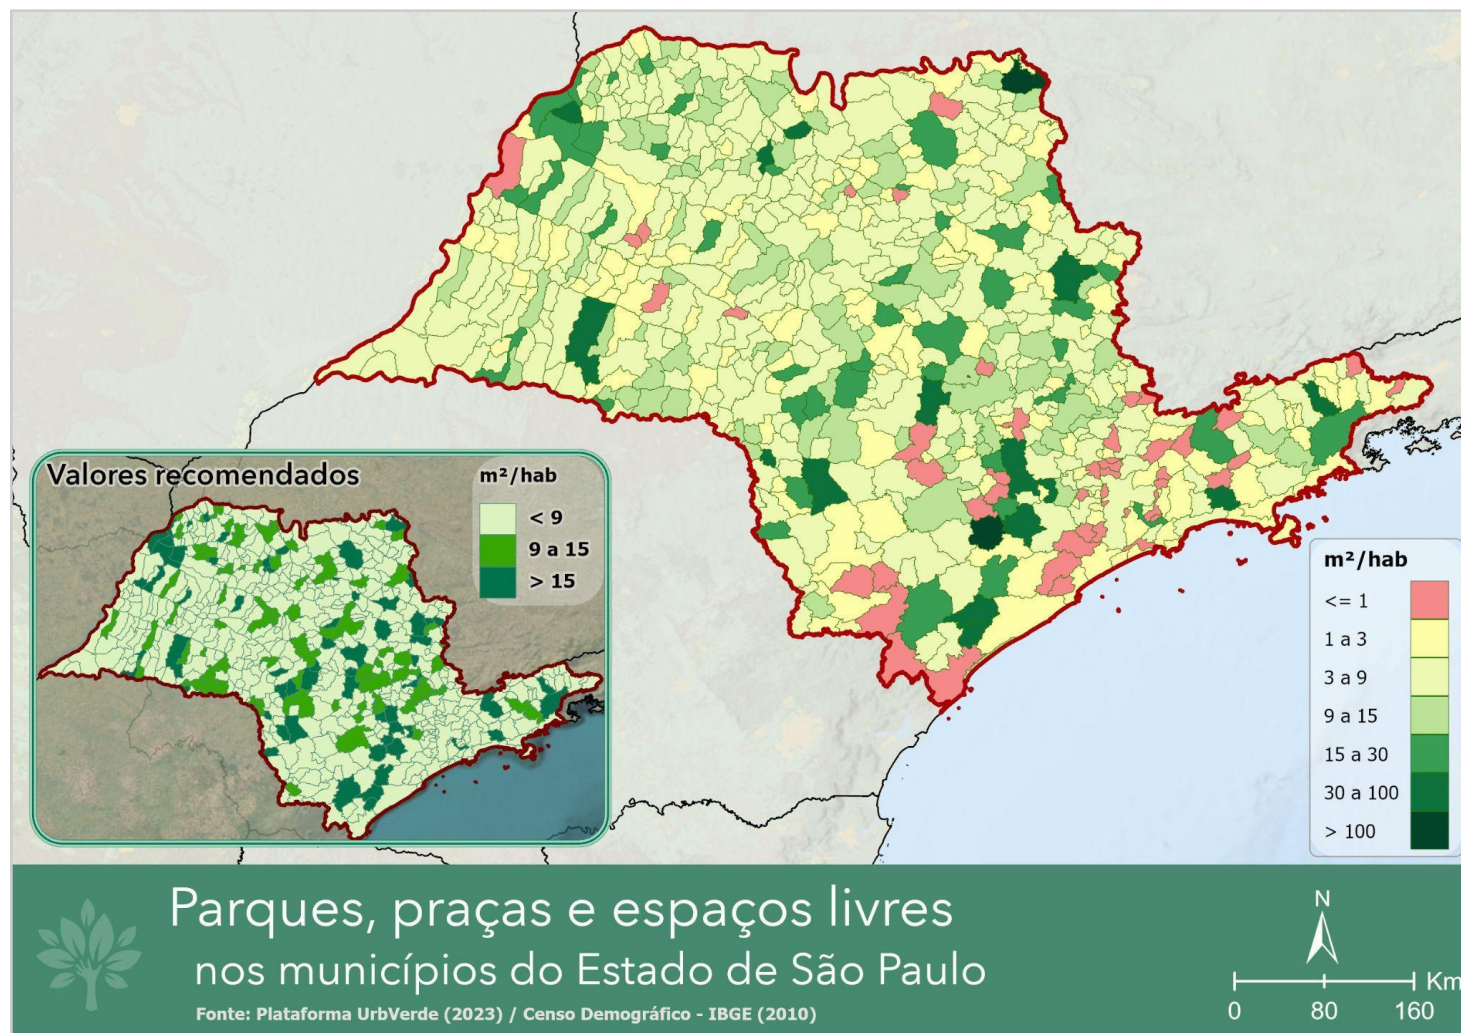 Valores recomendados
m²/hab
< 9
9 a 15
> 15
m²/hab
<= 1
1 a 3
3 a 9
9 a 15
15 a 30
30 a 100
> 100
Parques, praças e espaços livres
nos municípios do Estado de São Paulo
Fonte: Plataforma UrbVerde (2023) / Censo Demográfico - IBGE (2010)
N
Km
0 80 160